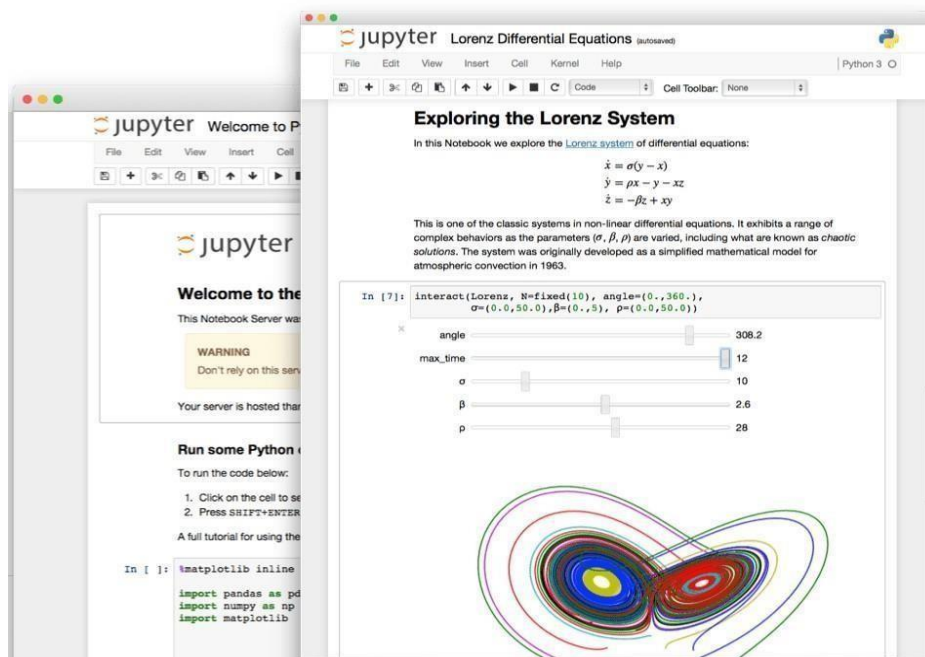 jupyter Welcome to P
File Edit View Insert Cell
jupyter
Welcome to the
This Notebook Server was
WARNING
Don't rely on this serv
Your server is hosted than
Run some Python
To run the code below:
1. Click on the cell to se
2. Press SHIFT+ENTER
A full tutorial for using the
In [ ]: %matplotlib inline
import pandas as pd
import numpy as np
import matplotlib
jupyter Lorenz Differential Equations (autosaved)
File Edit View Insert Cell Kernel Help Python 3
Code Cell Toolbar: None
Exploring the Lorenz System
In this Notebook we explore the Lorenz system of differential equations:
ẋ = σ(y − x)
ẏ = ρx − y − xz
ż = −βz + xy
This is one of the classic systems in non-linear differential equations. It exhibits a range of
complex behaviors as the parameters (σ, β, ρ) are varied, including what are known as chaotic
solutions. The system was originally developed as a simplified mathematical model for
atmospheric convection in 1963.
In [7]: interact(Lorenz, N=fixed(10), angle=(0.,360.),
σ=(0.0,50.0),β=(0.,5), ρ=(0.0,50.0))
angle 308.2
max_time 12
σ 10
β 2.6
ρ 28